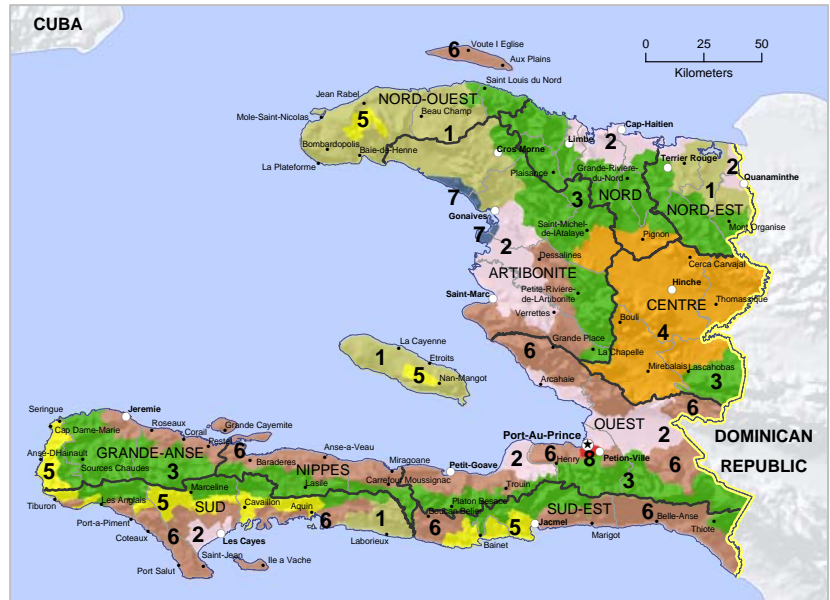 CUBA
6
Voute I Eglise
Aux Plains
0 25 50
Kilometers
Saint Louis du Nord
Jean Rabel
NORD-OUEST
Mole-Saint-Nicolas
5
Beau Champ
1
Cap-Haitien
Limbe
2
Bombardopolis
Baie-de-Henne
La Plateforme
Cros Morne
Plaisance
Grande-Riviere-
du-Nord
Terrier Rouge
2
Quanaminthe
1
7
Gonaives
3
NORD
NORD-EST
Mont Organise
7
2
Saint-Michel-
de-lAtalaye
Pignon
Dessalines
Cerca Carvajal
ARTIBONITE
Hinche
Petite-Riviere-
de-LArtibonite
CENTRE
Thomassique
Saint-Marc
Verrettes
Bouli
4
La Cayenne
1
Etroits
5
Nan-Mangot
6
Grande Place
La Chapelle
Mirebalais
Lascahobas
3
Arcahaie
6
OUEST
2
Seringue
Jeremie
Cap Dame-Marie
Roseaux
Grande Cayemite
Corail
Pestel
Port-Au-Prince
DOMINICAN
REPUBLIC
Anse-DHainault
GRANDE-ANSE
6
Anse-a-Veau
Baraderes
Miragoane
Petit-Goave
2
6
Henry
8
Petion-Ville
6
5
Sources Chaudes
3
NIPPES
Carrefour Moussignac
Trouin
3
Tiburon
Marceline
Lasile
Les Anglais
5
SUD
Cavaillon
Aquin
Platon Besace
Boucan Belier
SUD-EST
6
Port-a-Piment
6
2
6
1
6
5
Jacmel
Belle-Anse
Coteaux
Les Cayes
Laborieux
Bainet
Marigot
Thiote
Saint-Jean
Port Salut
Ile a Vache